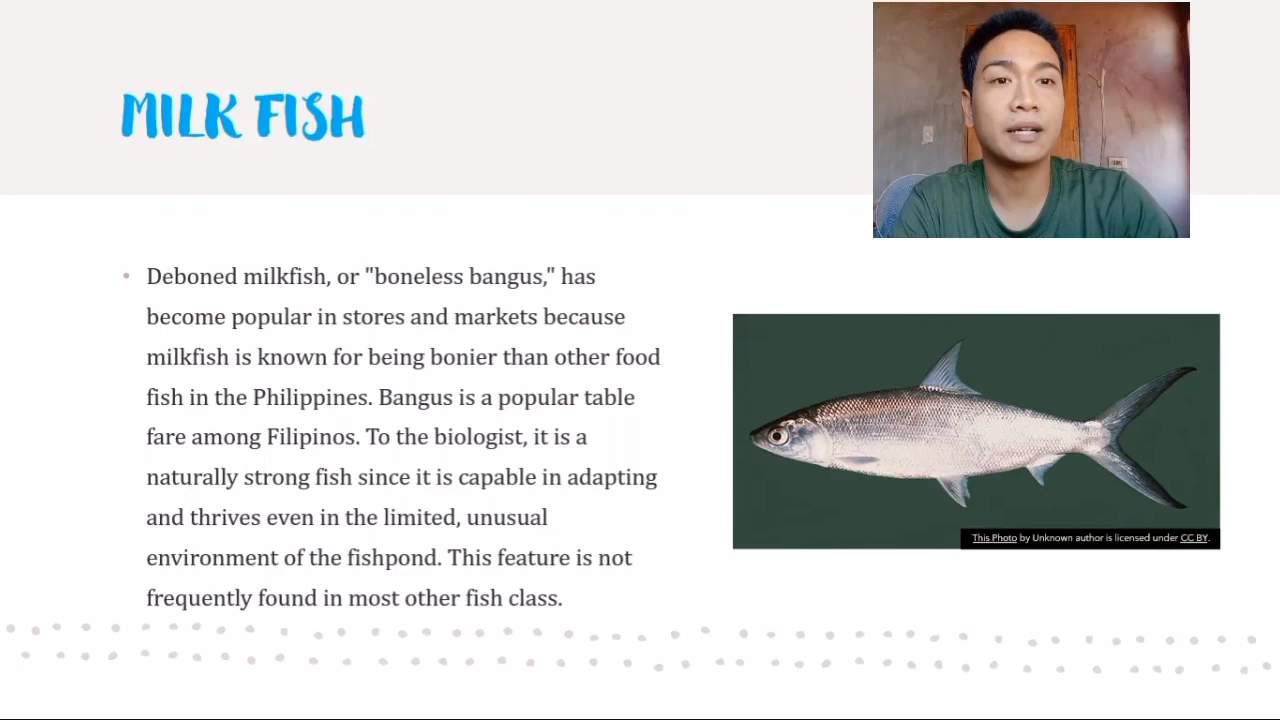 MILK FISH
• Deboned milkfish, or "boneless bangus," has
become popular in stores and markets because
milkfish is known for being bonier than other food
fish in the Philippines. Bangus is a popular table
fare among Filipinos. To the biologist, it is a
naturally strong fish since it is capable in adapting
and thrives even in the limited, unusual
environment of the fishpond. This feature is not
frequently found in most other fish class.
This Photo by Unknown author is licensed under CC BY.